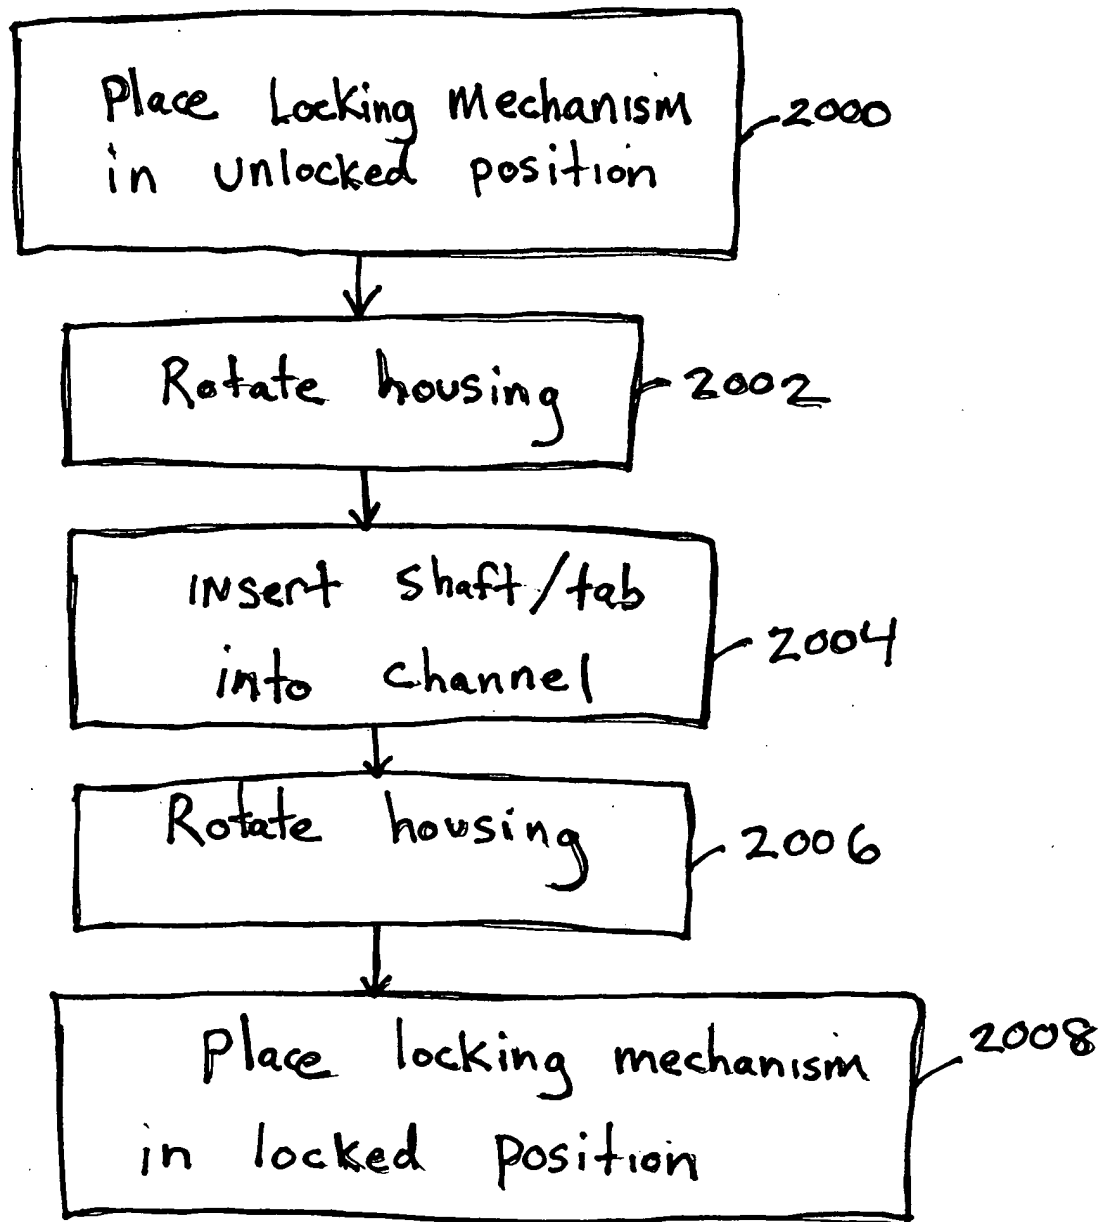 Place Locking Mechanism
in unlocked position
2000
Rotate housing
2002
Insert shaft/tab
into channel
2004
Rotate housing
2006
Place locking mechanism
in locked position
2008